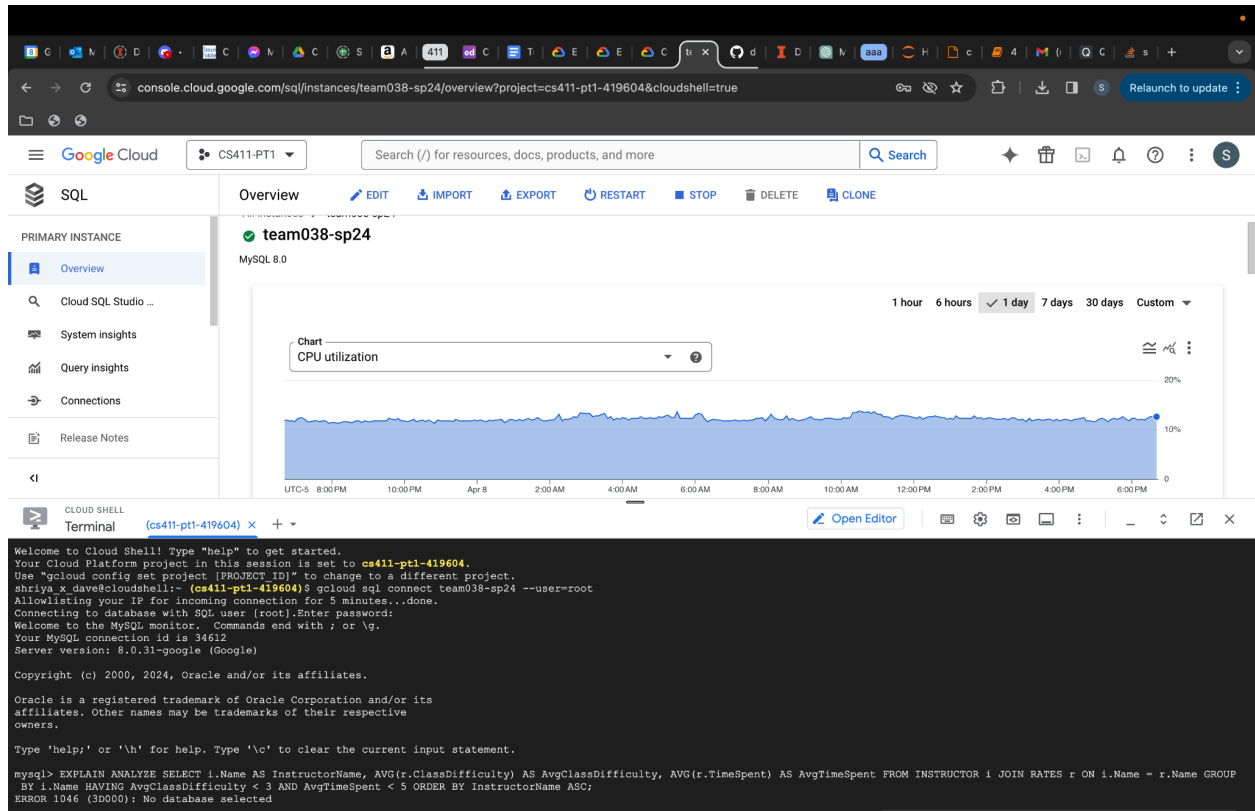 8 G M D C S a A 411 ed C T E E C te × d I D M aaa H c 4 M ( Q C s +
console.cloud.google.com/sql/instances/team038-sp24/overview?project=cs411-pt1-419604&cloudshell=true S Relaunch to update
Google Cloud CS411-PT1 Search (/) for resources, docs, products, and more Search S
SQL Overview EDIT IMPORT EXPORT RESTART STOP DELETE CLONE
PRIMARY INSTANCE
Overview
Cloud SQL Studio ...
System insights
Query insights
Connections
Release Notes
All instances > team038-sp24
team038-sp24
MySQL 8.0
1 hour 6 hours 1 day 7 days 30 days Custom
Chart
CPU utilization
20%
10%
0
UTC-5 8:00 PM 10:00 PM Apr 8 2:00 AM 4:00 AM 6:00 AM 8:00 AM 10:00 AM 12:00 PM 2:00 PM 4:00 PM 6:00 PM
CLOUD SHELL
Terminal (cs411-pt1-419604) × + Open Editor
Welcome to Cloud Shell! Type "help" to get started.
Your Cloud Platform project in this session is set to cs411-pt1-419604.
Use “gcloud config set project [PROJECT_ID]” to change to a different project.
shriya_x_dave@cloudshell:~ (cs411-pt1-419604)$ gcloud sql connect team038-sp24 --user=root
Allowlisting your IP for incoming connection for 5 minutes...done.
Connecting to database with SQL user [root].Enter password:
Welcome to the MySQL monitor.  Commands end with ; or \g.
Your MySQL connection id is 34612
Server version: 8.0.31-google (Google)
Copyright (c) 2000, 2024, Oracle and/or its affiliates.
Oracle is a registered trademark of Oracle Corporation and/or its
affiliates. Other names may be trademarks of their respective
owners.
Type 'help;' or '\h' for help. Type '\c' to clear the current input statement.
mysql> EXPLAIN ANALYZE SELECT i.Name AS InstructorName, AVG(r.ClassDifficulty) AS AvgClassDifficulty, AVG(r.TimeSpent) AS AvgTimeSpent FROM INSTRUCTOR i JOIN RATES r ON i.Name = r.Name GROUP
BY i.Name HAVING AvgClassDifficulty < 3 AND AvgTimeSpent < 5 ORDER BY InstructorName ASC;
ERROR 1046 (3D000): No database selected